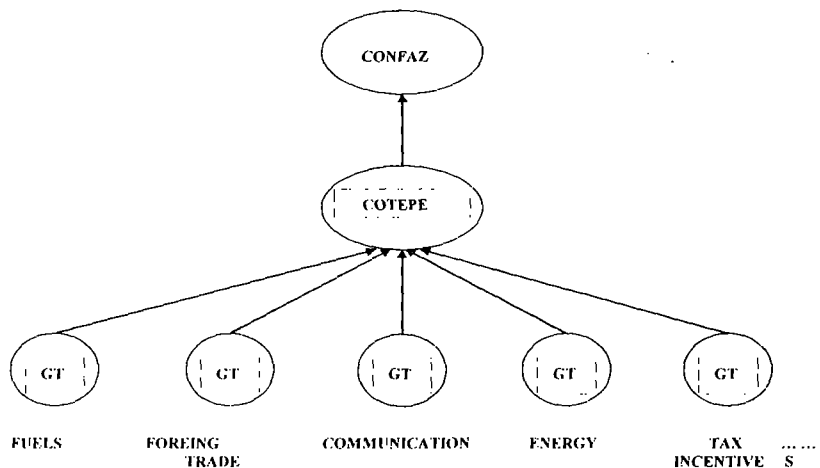 CONFAZ
COTEPE
GT GT GT GT GT
FUELS FOREING COMMUNICATION ENERGY TAX ... ...
TRADE INCENTIVE S